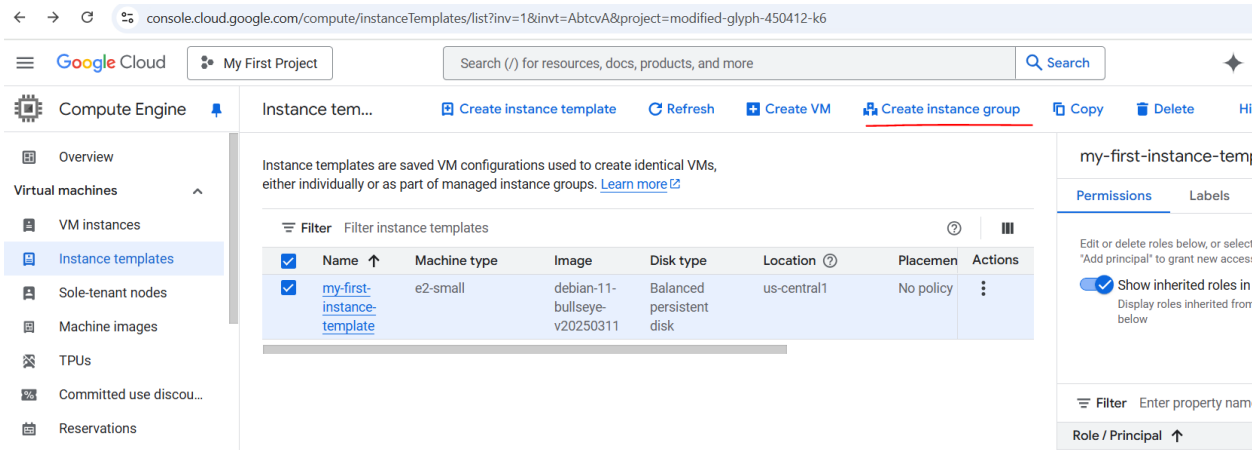 console.cloud.google.com/compute/instanceTemplates/list?inv=1&invt=AbtcvA&project=modified-glyph-450412-k6
Google Cloud My First Project Search (/) for resources, docs, products, and more Search
Compute Engine Instance tem... Create instance template Refresh Create VM Create instance group Copy Delete Hi
Overview
Virtual machines
VM instances
Instance templates
Sole-tenant nodes
Machine images
TPUs
Committed use discou...
Reservations
Instance templates are saved VM configurations used to create identical VMs,
either individually or as part of managed instance groups. Learn more
Filter Filter instance templates
Name Machine type Image Disk type Location Placemen Actions
my-first- e2-small debian-11- Balanced us-central1 No policy
instance- bullseye- persistent
template v20250311 disk
my-first-instance-temp
Permissions Labels
Edit or delete roles below, or select
"Add principal" to grant new access
Show inherited roles in
Display roles inherited from
below
Filter Enter property name
Role / Principal